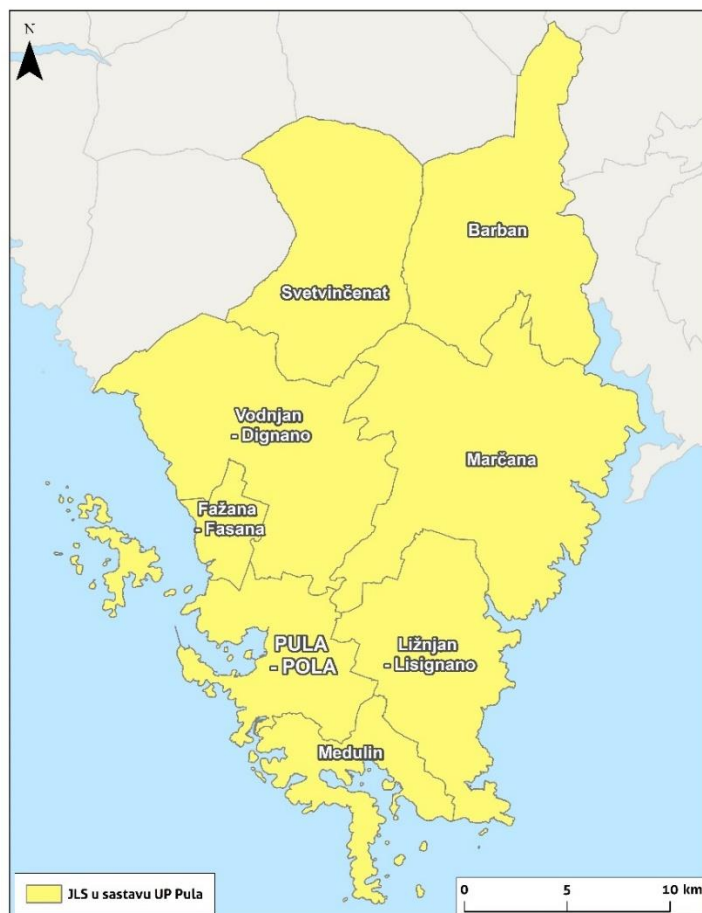 N
Barban
Svetvinčenat
Vodnjan
- Dignano
Marčana
Fažana
- Fasana
PULA
- POLA
Ližnjan
- Lisignano
Medulin
JLS u sastavu UP Pula
0 5 10 km